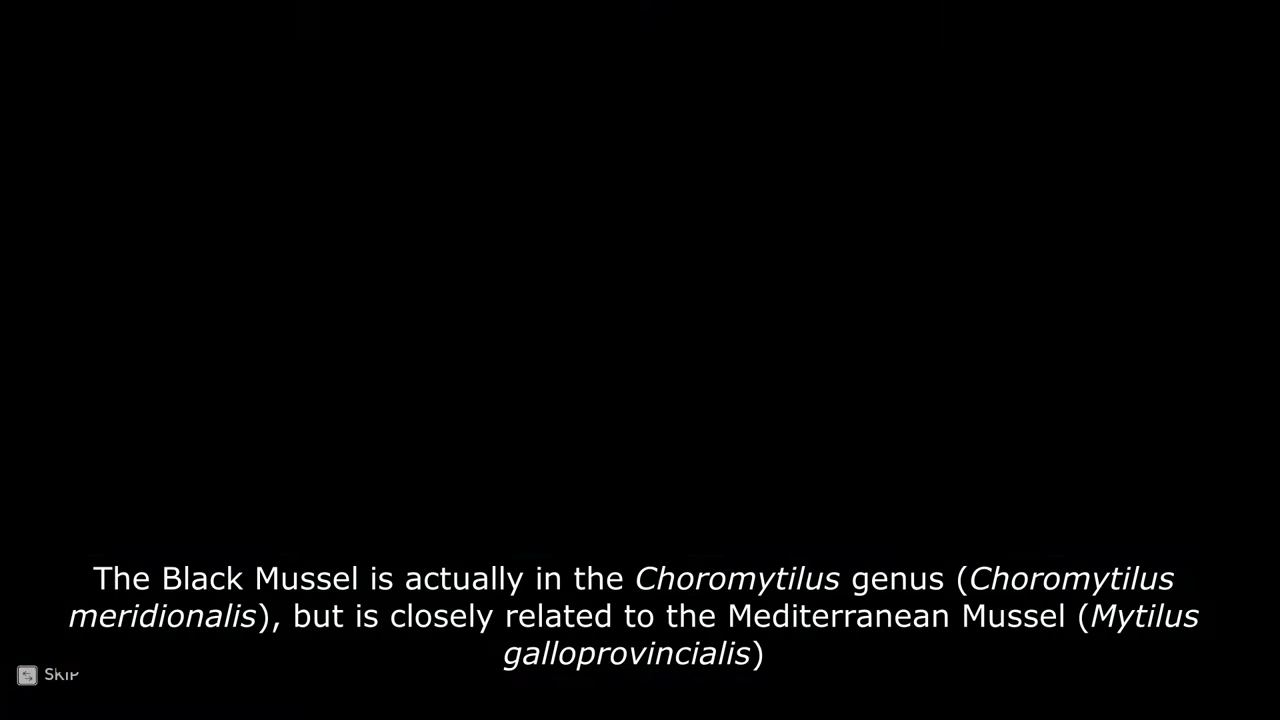 The Black Mussel is actually in the Choromytilus genus (Choromytilus
meridionalis), but is closely related to the Mediterranean Mussel (Mytilus
galloprovincialis)
Skip